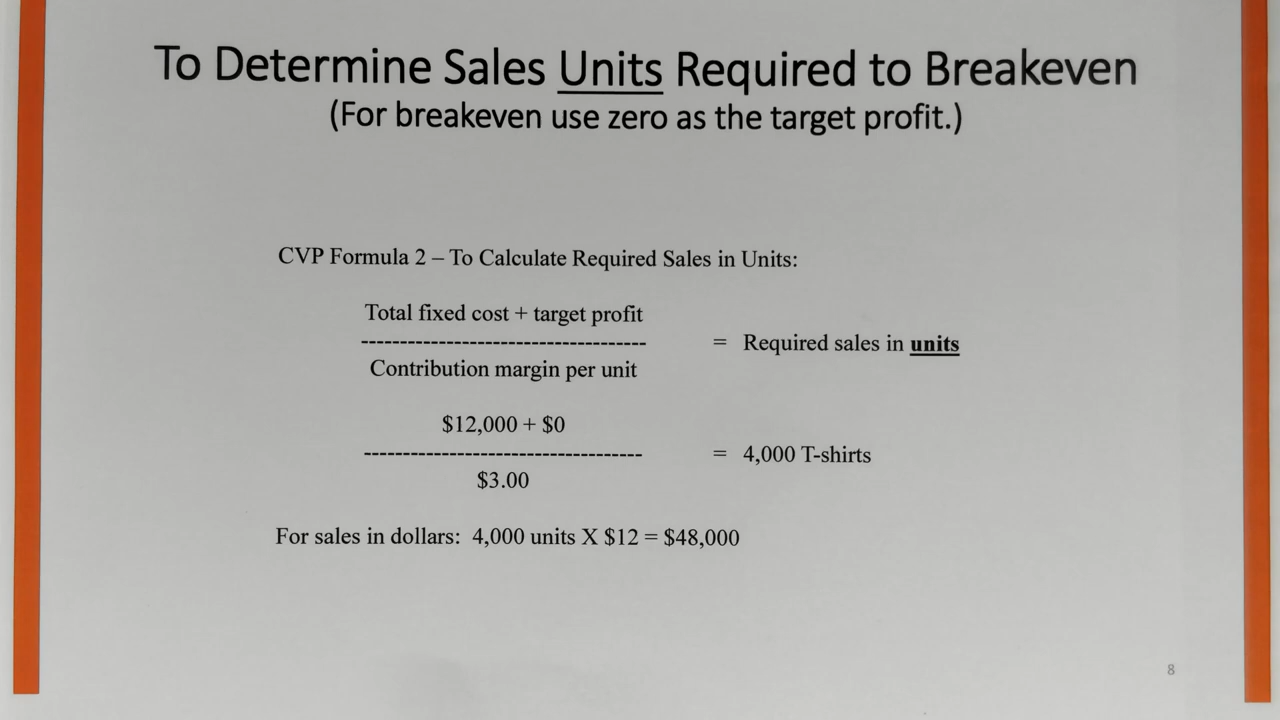 To Determine Sales Units Required to Breakeven
(For breakeven use zero as the target profit.)
CVP Formula 2 – To Calculate Required Sales in Units:
Total fixed cost + target profit
------------------------------------- = Required sales in units
Contribution margin per unit
$12,000 + $0
------------------------------------ = 4,000 T-shirts
$3.00
For sales in dollars: 4,000 units X $12 = $48,000
8